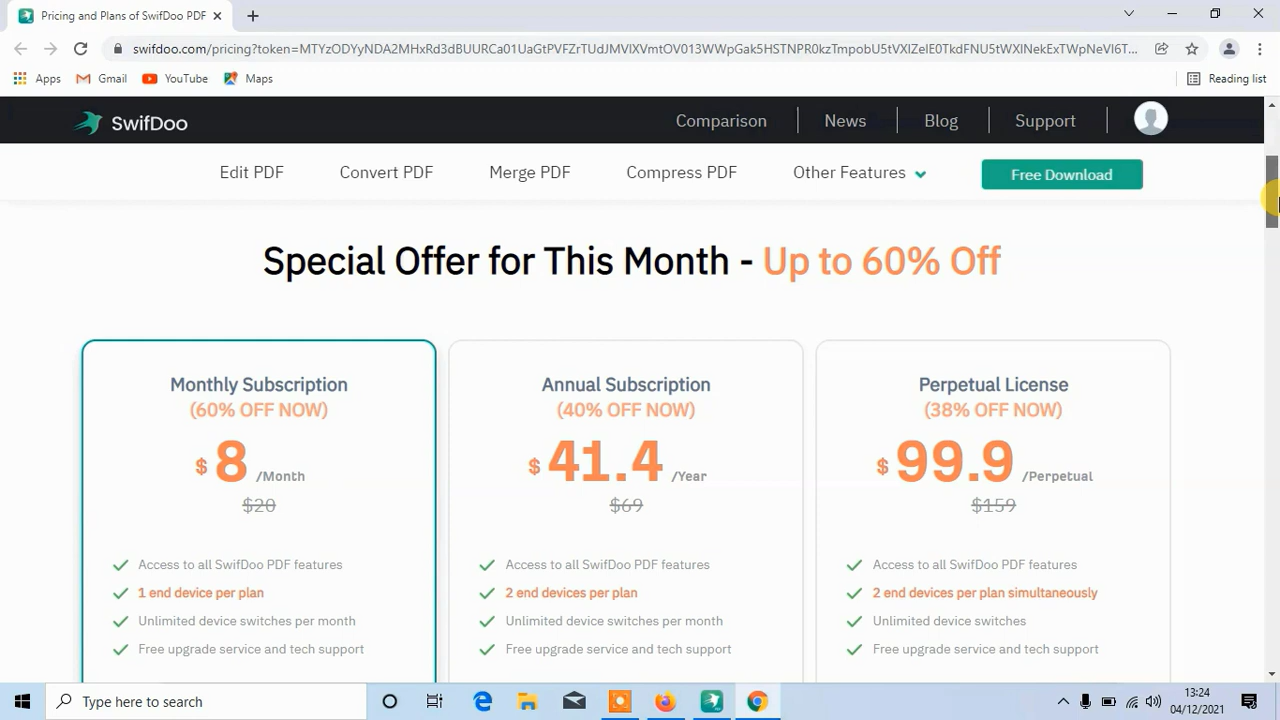 Pricing and Plans of SwifDoo PDF
swifdoo.com/pricing?token=
Apps Gmail YouTube Maps Reading list
SwifDoo Comparison News Blog Support
Edit PDF Convert PDF Merge PDF Compress PDF Other Features Free Download
Special Offer for This Month - Up to 60% Off
Monthly Subscription
(60% OFF NOW)
$ 8 /Month
$20
Access to all SwifDoo PDF features
1 end device per plan
Unlimited device switches per month
Free upgrade service and tech support
Annual Subscription
(40% OFF NOW)
$ 41.4 /Year
$69
Access to all SwifDoo PDF features
2 end devices per plan
Unlimited device switches per month
Free upgrade service and tech support
Perpetual License
(38% OFF NOW)
$ 99.9 /Perpetual
$159
Access to all SwifDoo PDF features
2 end devices per plan simultaneously
Unlimited device switches
Free upgrade service and tech support
Type here to search
13:24
04/12/2021